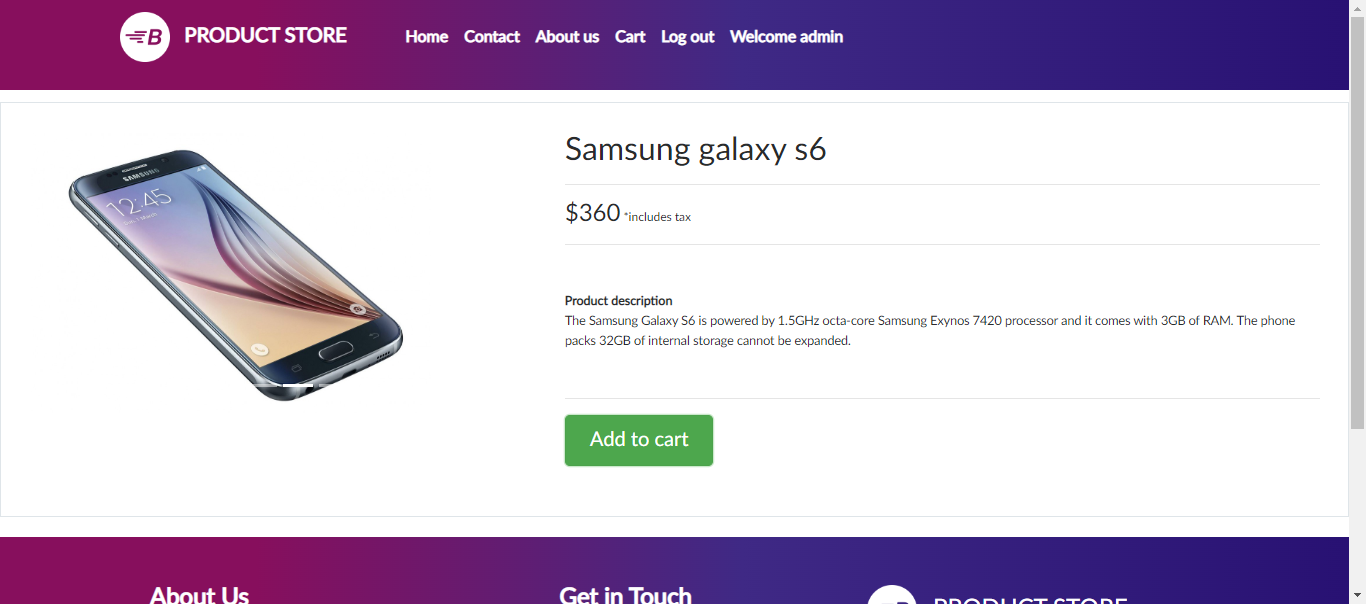 B PRODUCT STORE Home Contact About us Cart Log out Welcome admin
SAMSUNG
12:45
Samsung galaxy s6
$360 *includes tax
Product description
The Samsung Galaxy S6 is powered by 1.5GHz octa-core Samsung Exynos 7420 processor and it comes with 3GB of RAM. The phone
packs 32GB of internal storage cannot be expanded.
Add to cart
About Us Get in Touch B PRODUCT STORE